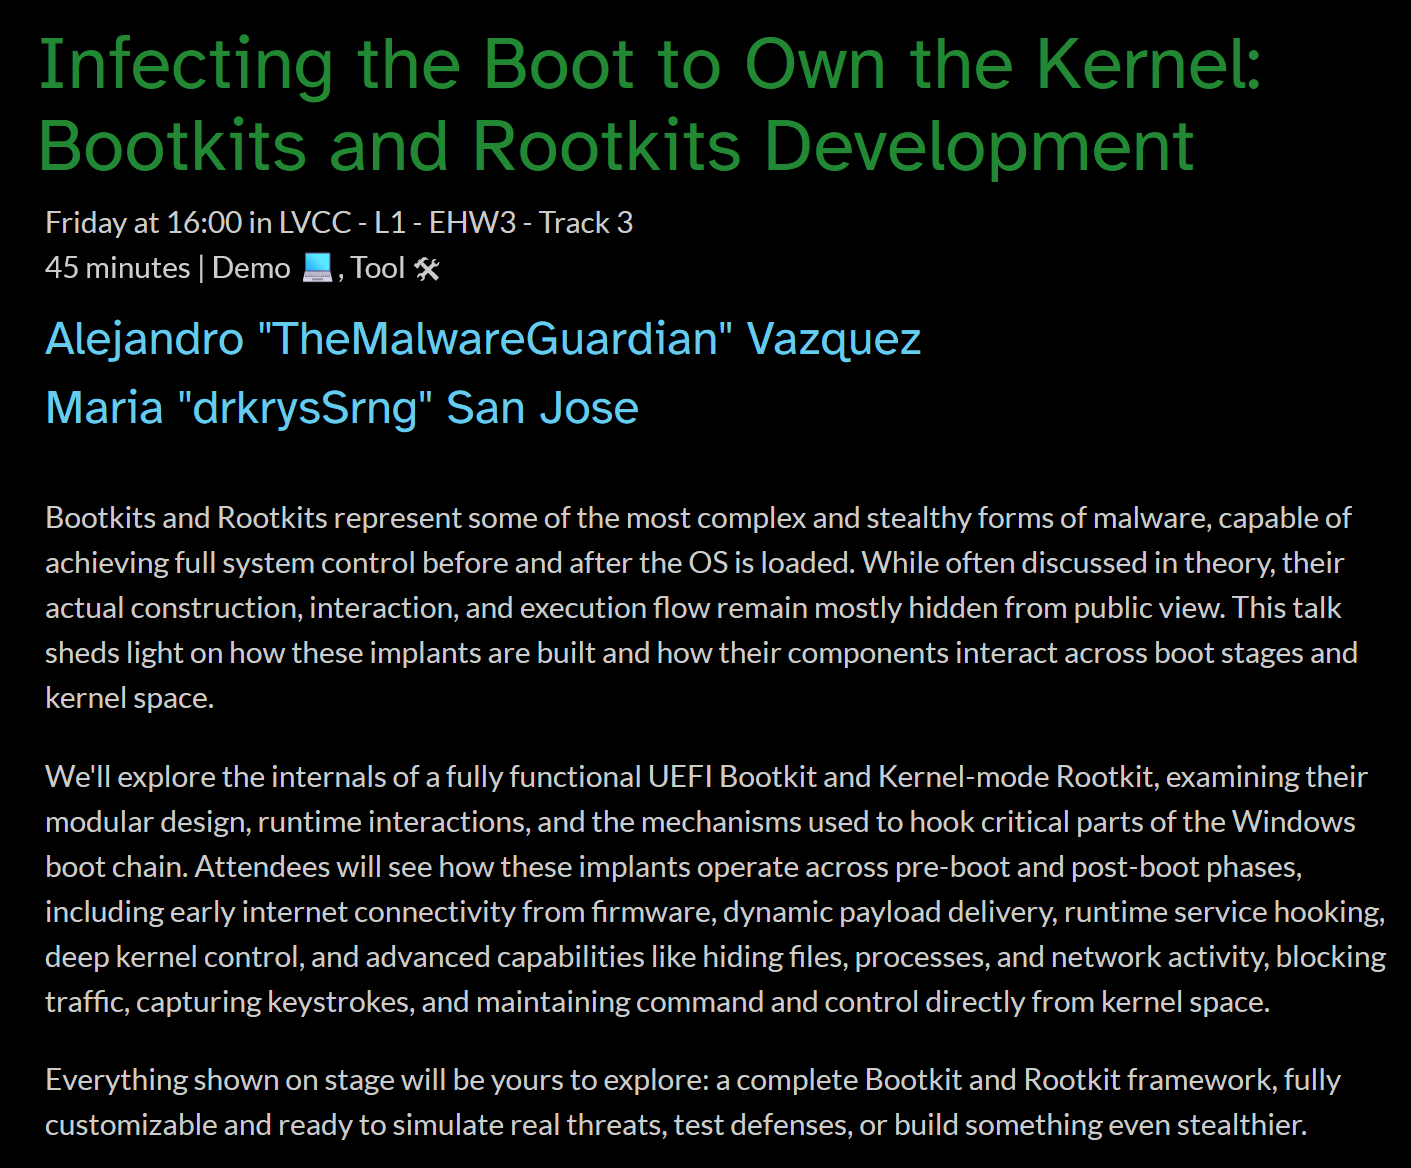 Infecting the Boot to Own the Kernel:
Bootkits and Rootkits Development
Friday at 16:00 in LVCC - L1 - EHW3 - Track 3
45 minutes | Demo 💻, Tool 🛠
Alejandro "TheMalwareGuardian" Vazquez
Maria "drkrysSrng" San Jose
Bootkits and Rootkits represent some of the most complex and stealthy forms of malware, capable of
achieving full system control before and after the OS is loaded. While often discussed in theory, their
actual construction, interaction, and execution flow remain mostly hidden from public view. This talk
sheds light on how these implants are built and how their components interact across boot stages and
kernel space.
We'll explore the internals of a fully functional UEFI Bootkit and Kernel-mode Rootkit, examining their
modular design, runtime interactions, and the mechanisms used to hook critical parts of the Windows
boot chain. Attendees will see how these implants operate across pre-boot and post-boot phases,
including early internet connectivity from firmware, dynamic payload delivery, runtime service hooking,
deep kernel control, and advanced capabilities like hiding files, processes, and network activity, blocking
traffic, capturing keystrokes, and maintaining command and control directly from kernel space.
Everything shown on stage will be yours to explore: a complete Bootkit and Rootkit framework, fully
customizable and ready to simulate real threats, test defenses, or build something even stealthier.